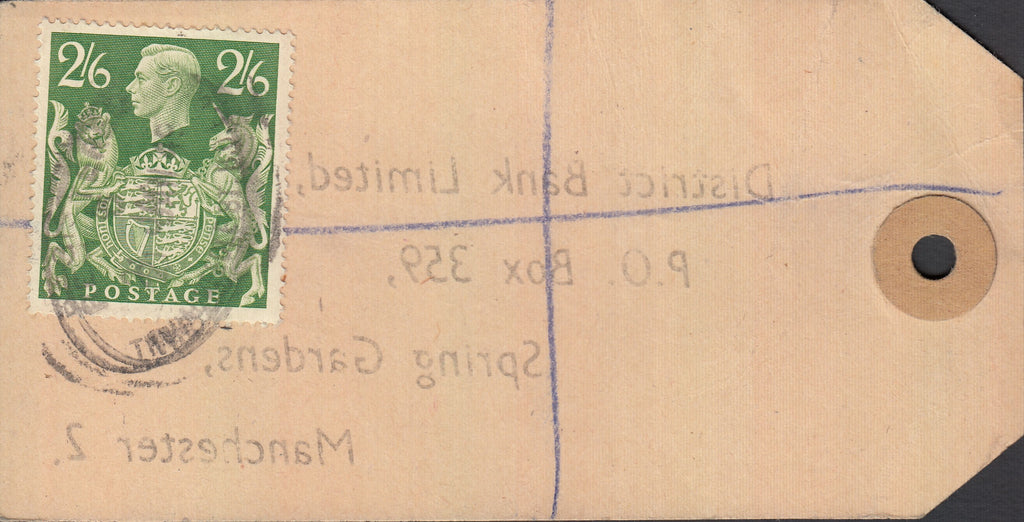 2/6 2/6
POSTAGE
District Bank Limited,
P.O. Box 359,
Spring Gardens,
Manchester 2.